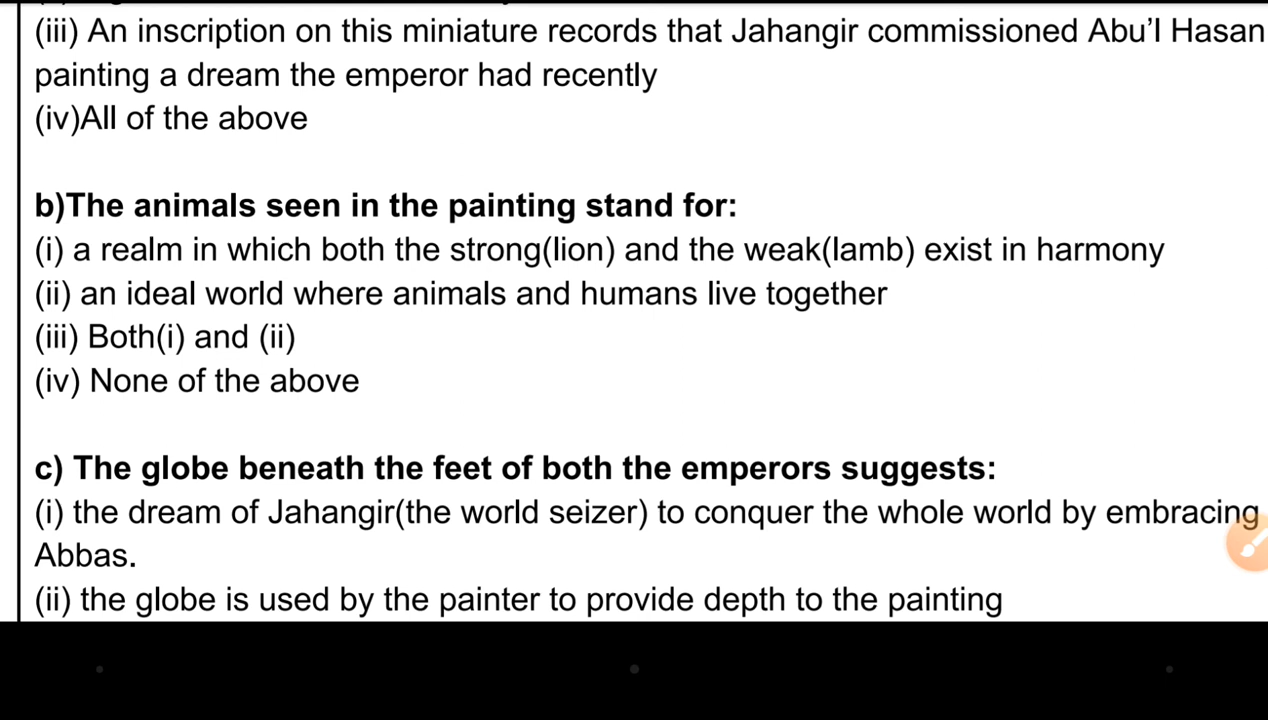 (iii) An inscription on this miniature records that Jahangir commissioned Abu’l Hasan
painting a dream the emperor had recently
(iv)All of the above
b)The animals seen in the painting stand for:
(i) a realm in which both the strong(lion) and the weak(lamb) exist in harmony
(ii) an ideal world where animals and humans live together
(iii) Both(i) and (ii)
(iv) None of the above
c) The globe beneath the feet of both the emperors suggests:
(i) the dream of Jahangir(the world seizer) to conquer the whole world by embracing
Abbas.
(ii) the globe is used by the painter to provide depth to the painting